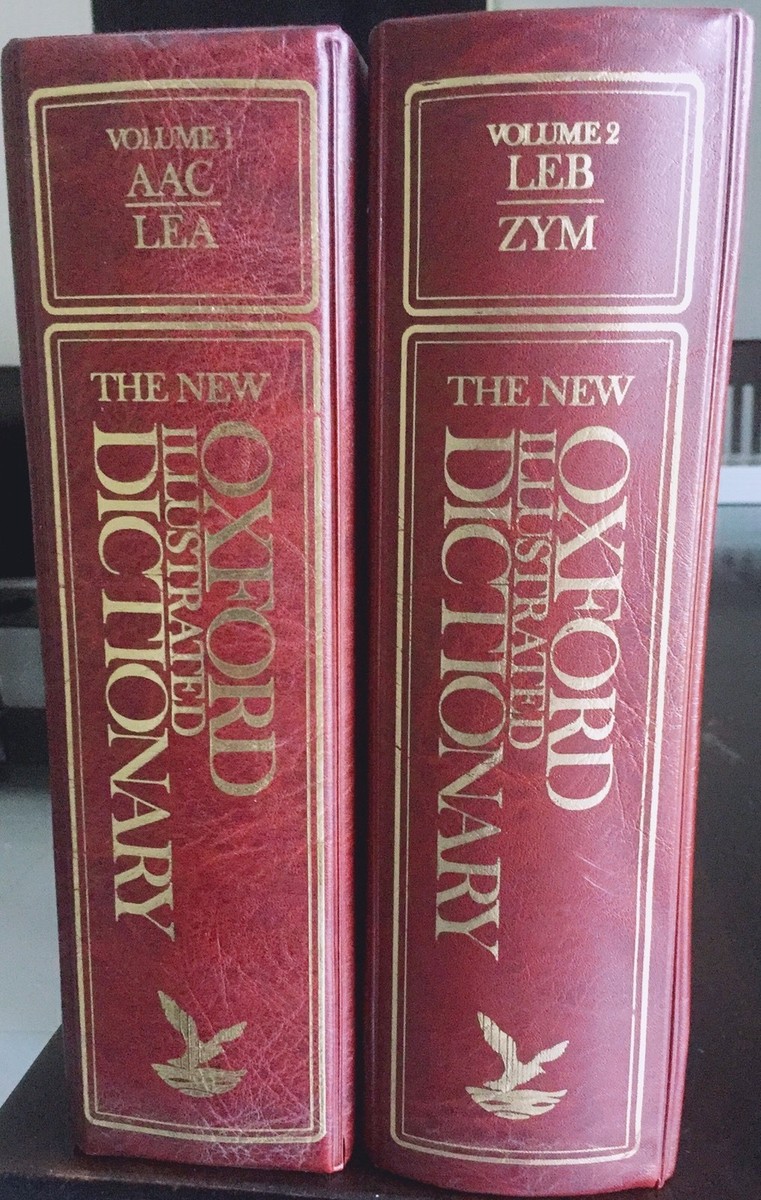 VOLUME 1
AAC
LEA
THE NEW
OXFORD
ILLUSTRATED
DICTIONARY
VOLUME 2
LEB
ZYM
THE NEW
OXFORD
ILLUSTRATED
DICTIONARY